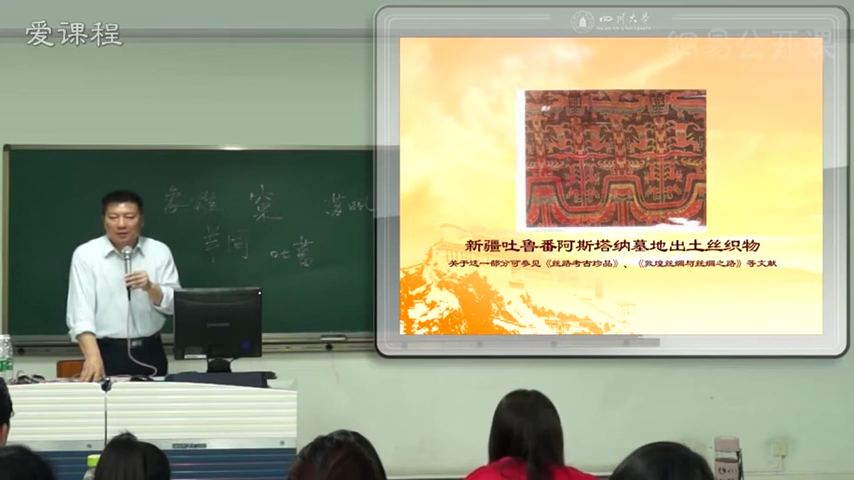 爱课程
四川大学
网易公开课
吐蕃
新疆吐鲁番阿斯塔纳墓地出土丝织物
关于这一部分可参见《丝路考古珍品》、《敦煌丝绸与丝绸之路》等文献